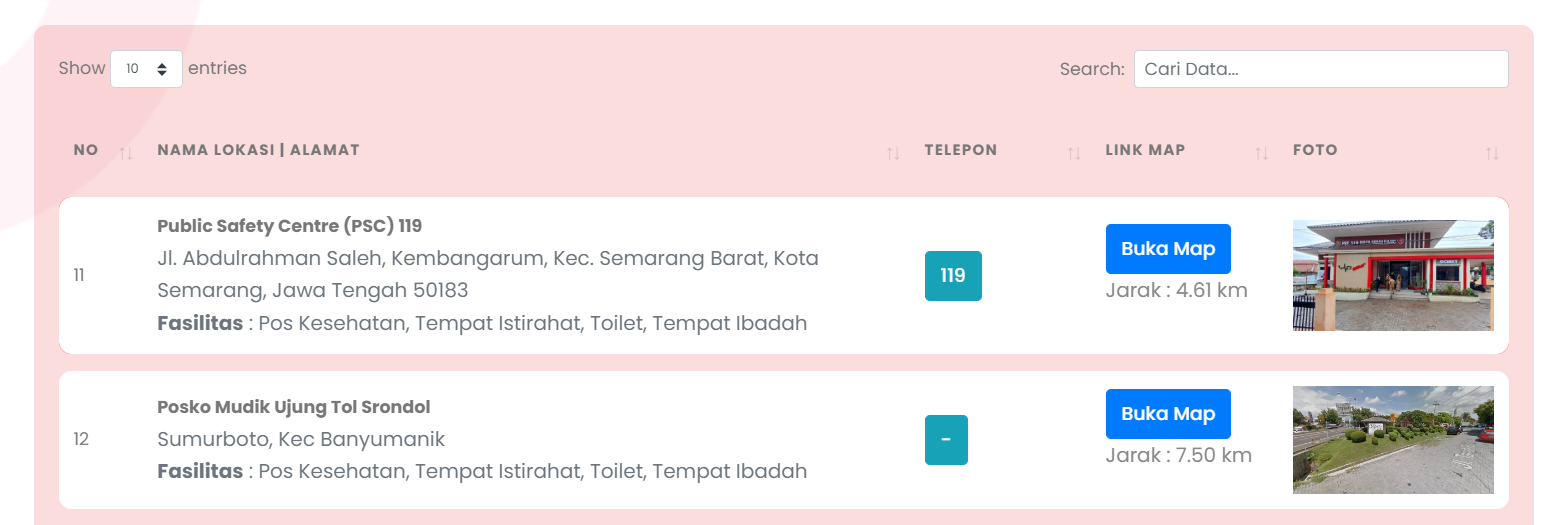 Show 10 entries
Search: Cari Data...
NO NAMA LOKASI | ALAMAT TELEPON LINK MAP FOTO
Public Safety Centre (PSC) 119
Jl. Abdulrahman Saleh, Kembangarum, Kec. Semarang Barat, Kota
Semarang, Jawa Tengah 50183
Fasilitas : Pos Kesehatan, Tempat Istirahat, Toilet, Tempat Ibadah
11
119
Buka Map
Jarak : 4.61 km
Posko Mudik Ujung Tol Srondol
Sumurboto, Kec Banyumanik
Fasilitas : Pos Kesehatan, Tempat Istirahat, Toilet, Tempat Ibadah
12
-
Buka Map
Jarak : 7.50 km